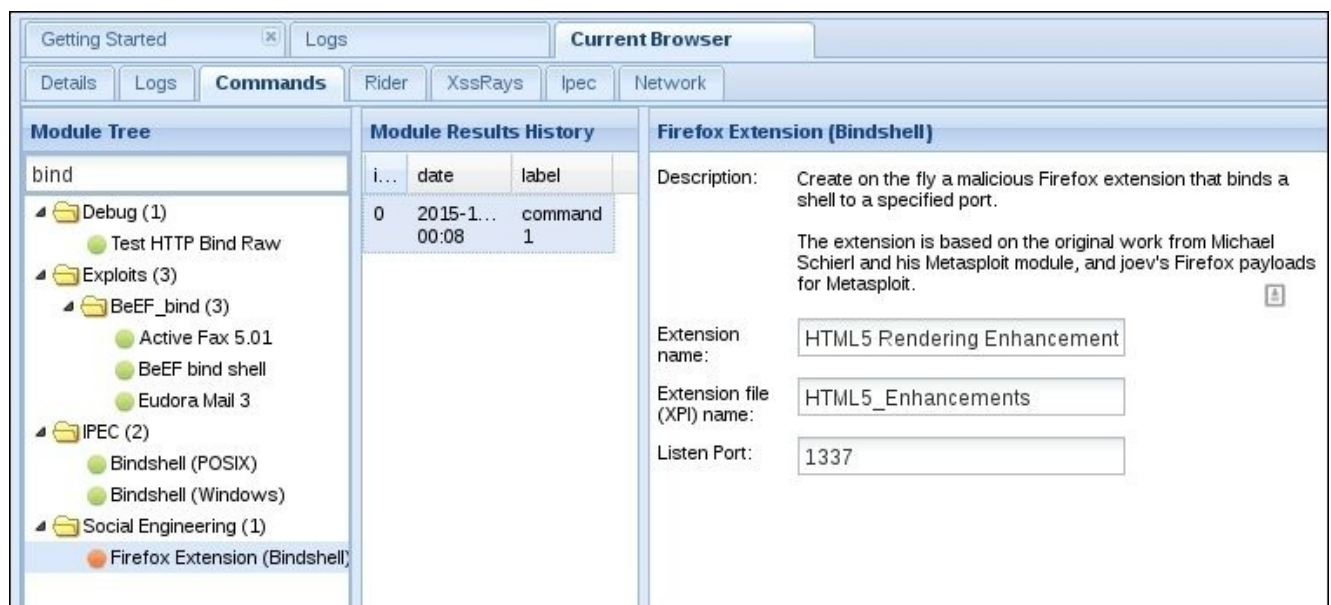 Getting Started
Logs
Current Browser
Details
Logs
Commands
Rider
XssRays
Ipec
Network
Module Tree
bind
Debug (1)
Test HTTP Bind Raw
Exploits (3)
BeEF_bind (3)
Active Fax 5.01
BeEF bind shell
Eudora Mail 3
IPEC (2)
Bindshell (POSIX)
Bindshell (Windows)
Social Engineering (1)
Firefox Extension (Bindshell)
Module Results History
i... date label
0 2015-1... command
00:08 1
Firefox Extension (Bindshell)
Description: Create on the fly a malicious Firefox extension that binds a
shell to a specified port.
The extension is based on the original work from Michael
Schierl and his Metasploit module, and joev's Firefox payloads
for Metasploit.
Extension
name:
HTML5 Rendering Enhancement
Extension file
(XPI) name:
HTML5_Enhancements
Listen Port: 1337